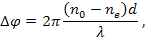 Δφ = 2π (n₀ − nₑ)d / λ ,